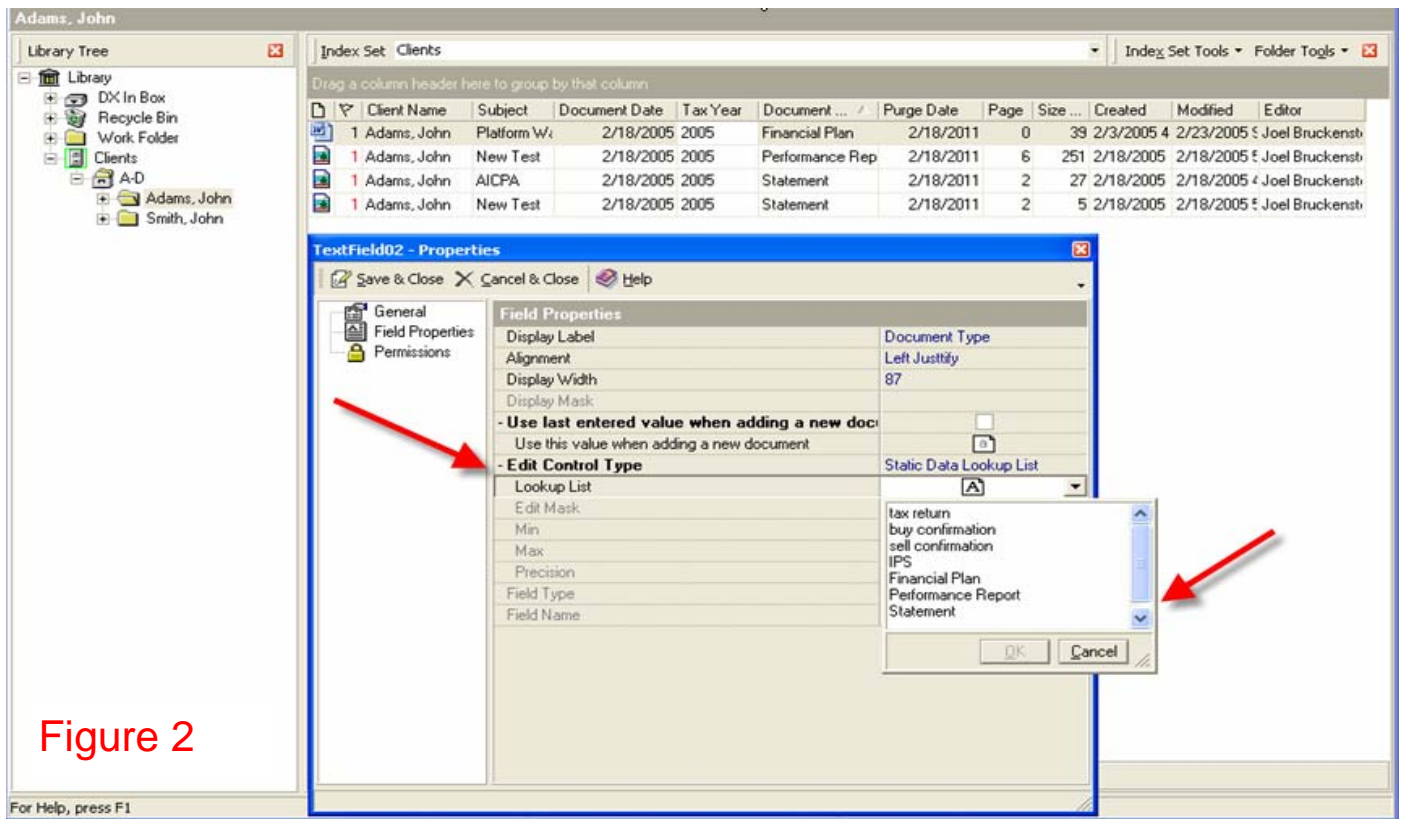 Adams, John
Library Tree
Index Set Clients Index Set Tools Folder Tools
Library
DX In Box
Recycle Bin
Work Folder
Clients
A-D
Adams, John
Smith, John
Drag a column header here to group by that column
Client Name Subject Document Date Tax Year Document ... Purge Date Page Size ... Created Modified Editor
1 Adams, John Platform 2/18/2005 2005 Financial Plan 2/18/2011 0 39 2/3/2005 4 2/23/2005 Joel Bruckenst
1 Adams, John New Test 2/18/2005 2005 Performance Rep 2/18/2011 6 251 2/18/2005 2/18/2005 Joel Bruckenst
1 Adams, John AICPA 2/18/2005 2005 Statement 2/18/2011 2 27 2/18/2005 2/18/2005 Joel Bruckenst
1 Adams, John New Test 2/18/2005 2005 Statement 2/18/2011 2 5 2/18/2005 2/18/2005 Joel Bruckenst
TextField02 - Properties
Save & Close Cancel & Close Help
General
Field Properties
Permissions
Field Properties
Display Label Document Type
Alignment Left Justtify
Display Width 87
Display Mask
- Use last entered value when adding a new doc
Use this value when adding a new document
- Edit Control Type Static Data Lookup List
Lookup List
Edit Mask
Min
Max
Precision
Field Type
Field Name
tax return
buy confirmation
sell confirmation
IPS
Financial Plan
Performance Report
Statement
OK Cancel
Figure 2
For Help, press F1